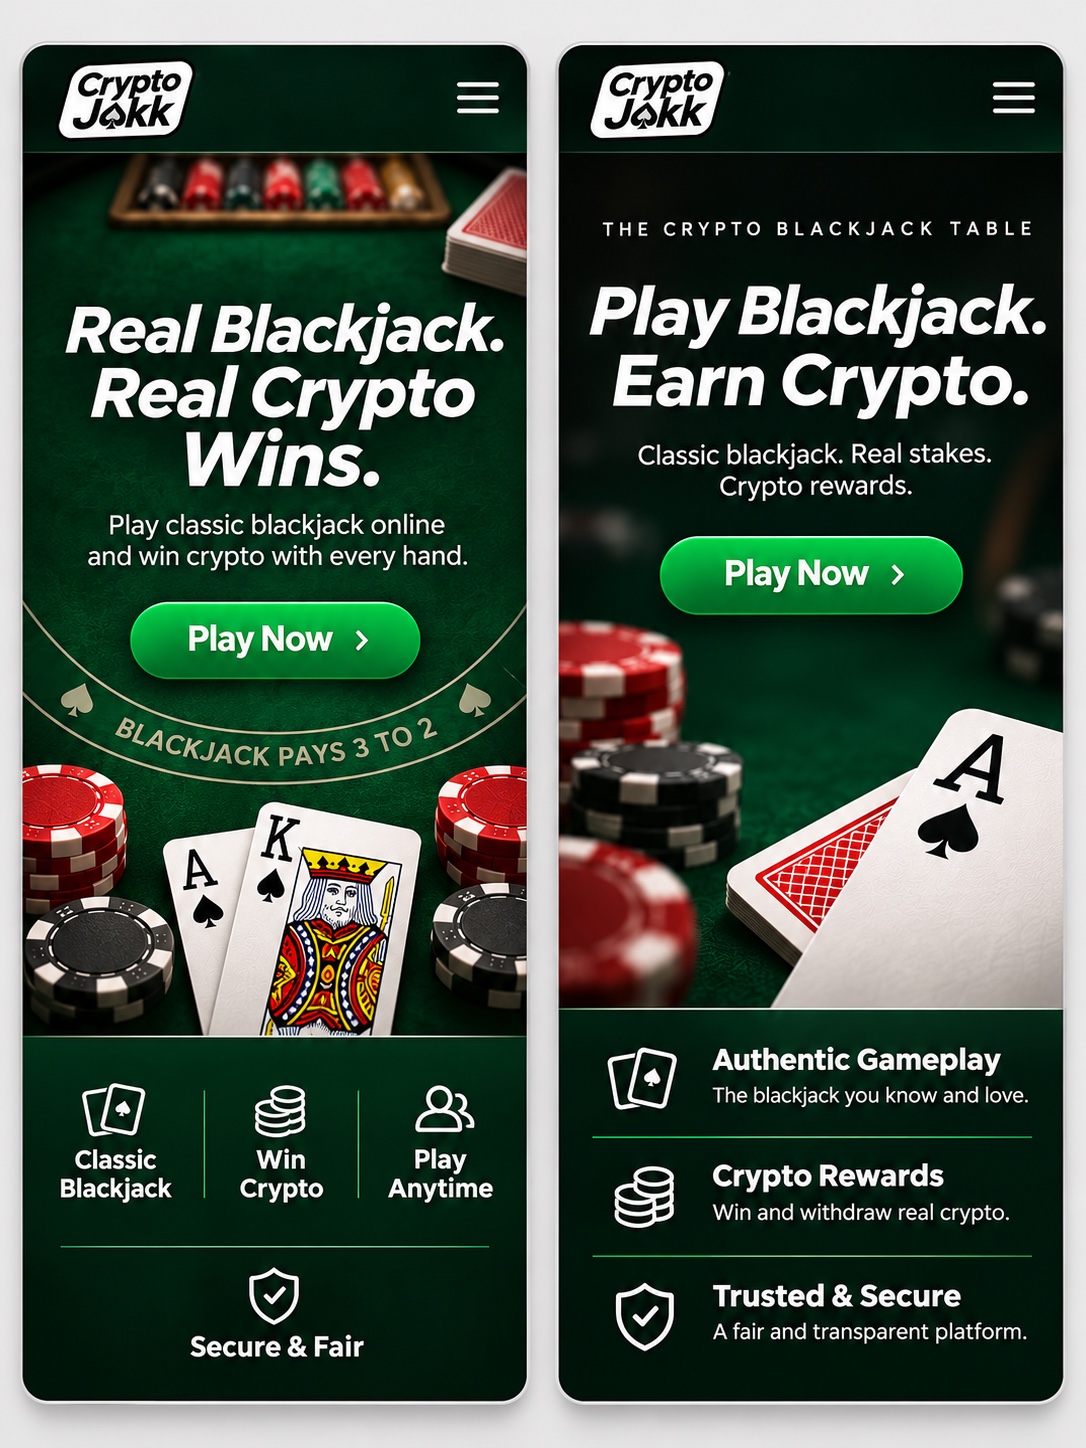 Crypto
Jakk
Real Blackjack.
Real Crypto
Wins.
Play classic blackjack online
and win crypto with every hand.
Play Now
BLACKJACK PAYS 3 TO 2
A
K
Classic
Blackjack
Win
Crypto
Play
Anytime
Secure & Fair
Crypto
Jakk
THE CRYPTO BLACKJACK TABLE
Play Blackjack.
Earn Crypto.
Classic blackjack. Real stakes.
Crypto rewards.
Play Now
A
Authentic Gameplay
The blackjack you know and love.
Crypto Rewards
Win and withdraw real crypto.
Trusted & Secure
A fair and transparent platform.